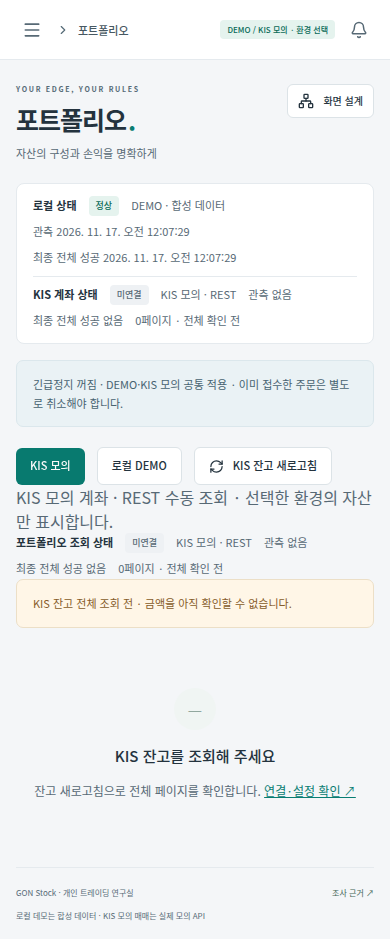 포트폴리오
DEMO / KIS 모의 · 환경 선택
YOUR EDGE, YOUR RULES
포트폴리오.
화면 설계
자산의 구성과 손익을 명확하게
로컬 상태 정상 DEMO · 합성 데이터
관측 2026. 11. 17. 오전 12:07:29
최종 전체 성공 2026. 11. 17. 오전 12:07:29
KIS 계좌 상태 미연결 KIS 모의 · REST 관측 없음
최종 전체 성공 없음 0페이지 · 전체 확인 전
긴급정지 꺼짐 · DEMO·KIS 모의 공통 적용 · 이미 접수한 주문은 별도
로 취소해야 합니다.
KIS 모의 로컬 DEMO KIS 잔고 새로고침
KIS 모의 계좌 · REST 수동 조회 · 선택한 환경의 자산
만 표시합니다.
포트폴리오 조회 상태 미연결 KIS 모의 · REST 관측 없음
최종 전체 성공 없음 0페이지 · 전체 확인 전
KIS 잔고 전체 조회 전 · 금액을 아직 확인할 수 없습니다.
—
KIS 잔고를 조회해 주세요
잔고 새로고침으로 전체 페이지를 확인합니다. 연결·설정 확인 ↗
GON Stock · 개인 트레이딩 연구실
조사 근거 ↗
로컬 데모는 합성 데이터 · KIS 모의 매매는 실제 모의 API